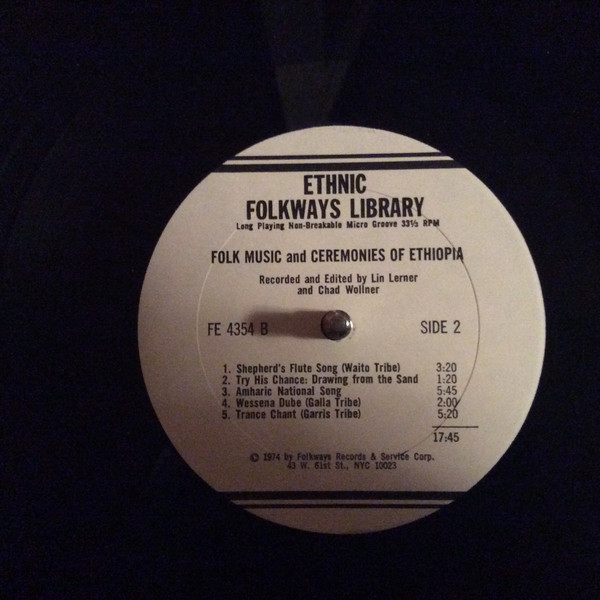 ETHNIC
FOLKWAYS LIBRARY
Long Playing Non-Breakable Micro Groove 33⅓ RPM
FOLK MUSIC and CEREMONIES OF ETHIOPIA
Recorded and Edited by Lin Lerner
and Chad Wollner
FE 4354 B SIDE 2
1. Shepherd's Flute Song (Waito Tribe) 3:20
2. Try His Chance: Drawing from the Sand 1:20
3. Amharic National Song 5:45
4. Wessena Dube (Galla Tribe) 2:00
5. Trance Chant (Garris Tribe) 5:20
17:45
© 1974 by Folkways Records & Service Corp.
43 W. 61st St., NYC 10023